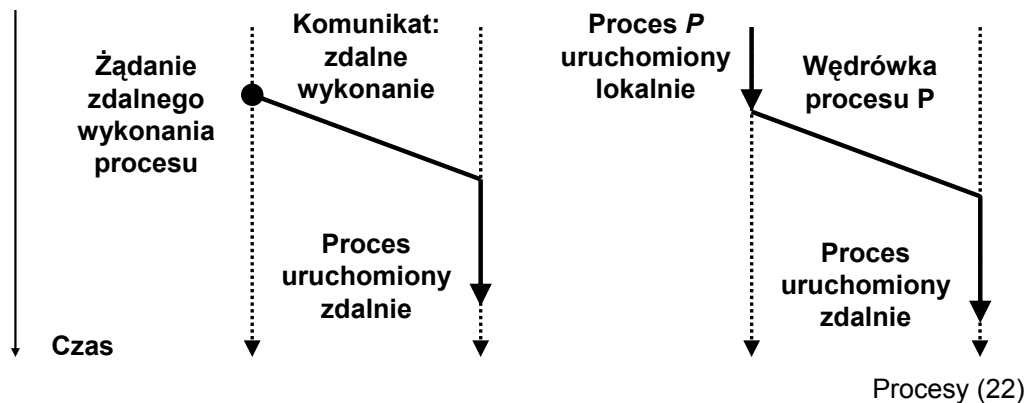 Żądanie
zdalnego
wykonania
procesu
Komunikat:
zdalne
wykonanie
Proces
uruchomiony
zdalnie
Proces P
uruchomiony
lokalnie
Wędrówka
procesu P
Proces
uruchomiony
zdalnie
Czas
Procesy (22)